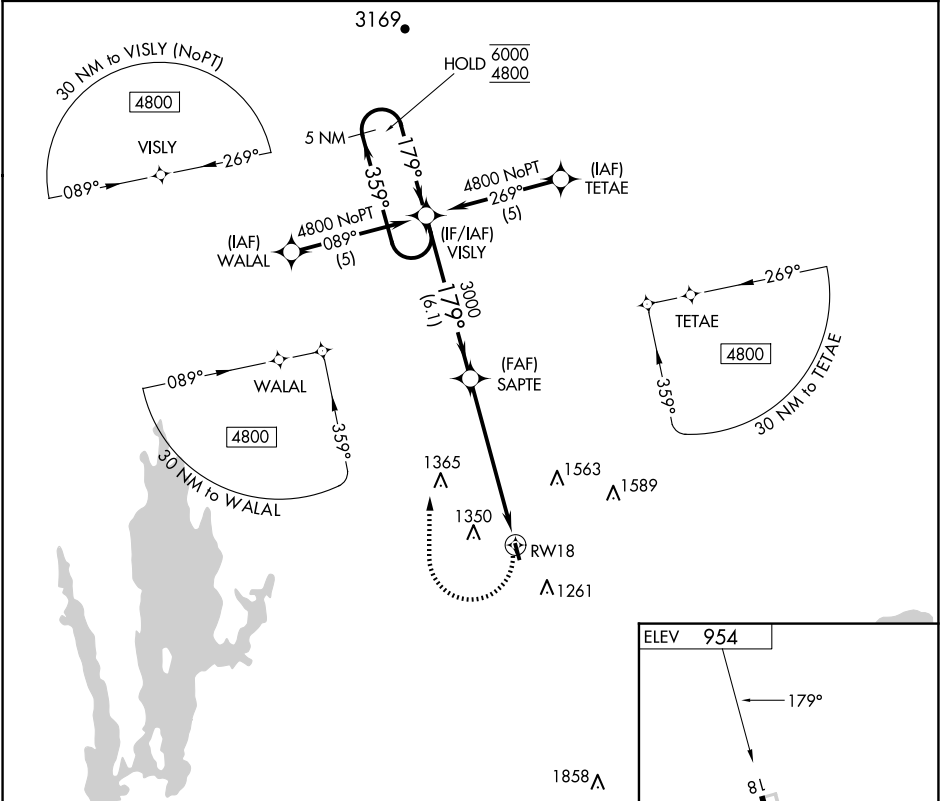 3169
30 NM to VISLY (NoPT)
4800
VISLY
089°
269°
HOLD 6000
4800
5 NM
179°
359°
4800 NoPT
269°
(5)
(IAF)
TETAE
4800 NoPT
089°
(5)
(IAF)
WALAL
(IF/IAF)
VISLY
3000
179°
(6.1)
(FAF)
SAPTE
269°
TETAE
4800
359°
30 NM to TETAE
089°
WALAL
4800
359°
30 NM to WALAL
1365
1563
1589
1350
RW18
1261
1858
ELEV 954
179°
18